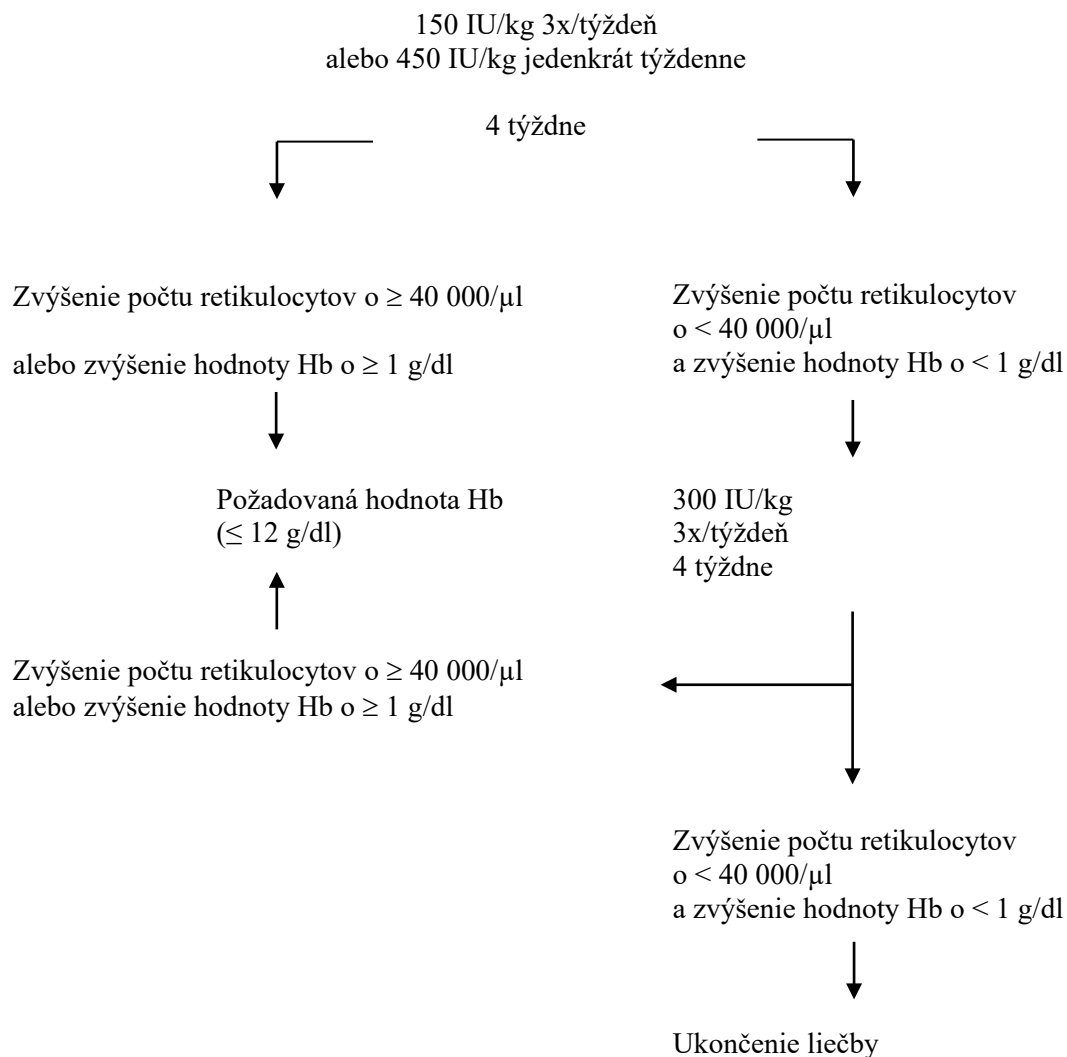 150 IU/kg 3x/týždeň
alebo 450 IU/kg jedenkrát týždenne
4 týždne
Zvýšenie počtu retikulocytov o ≥ 40 000/µl
alebo zvýšenie hodnoty Hb o ≥ 1 g/dl
Zvýšenie počtu retikulocytov
o < 40 000/µl
a zvýšenie hodnoty Hb o < 1 g/dl
Požadovaná hodnota Hb
(≤ 12 g/dl)
300 IU/kg
3x/týždeň
4 týždne
Zvýšenie počtu retikulocytov o ≥ 40 000/µl
alebo zvýšenie hodnoty Hb o ≥ 1 g/dl
Zvýšenie počtu retikulocytov
o < 40 000/µl
a zvýšenie hodnoty Hb o < 1 g/dl
Ukončenie liečby